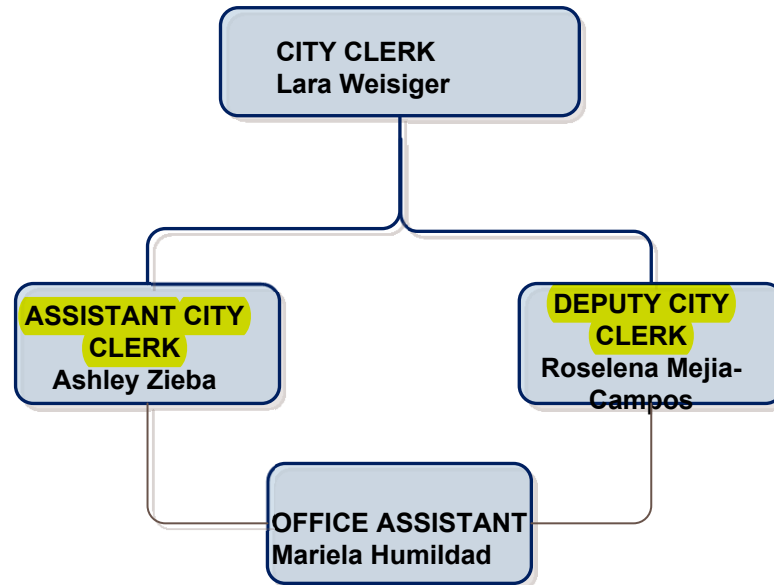 CITY CLERK
Lara Weisiger
ASSISTANT CITY
CLERK
Ashley Zieba
DEPUTY CITY
CLERK
Roselena Mejia-
Campos
OFFICE ASSISTANT
Mariela Humildad